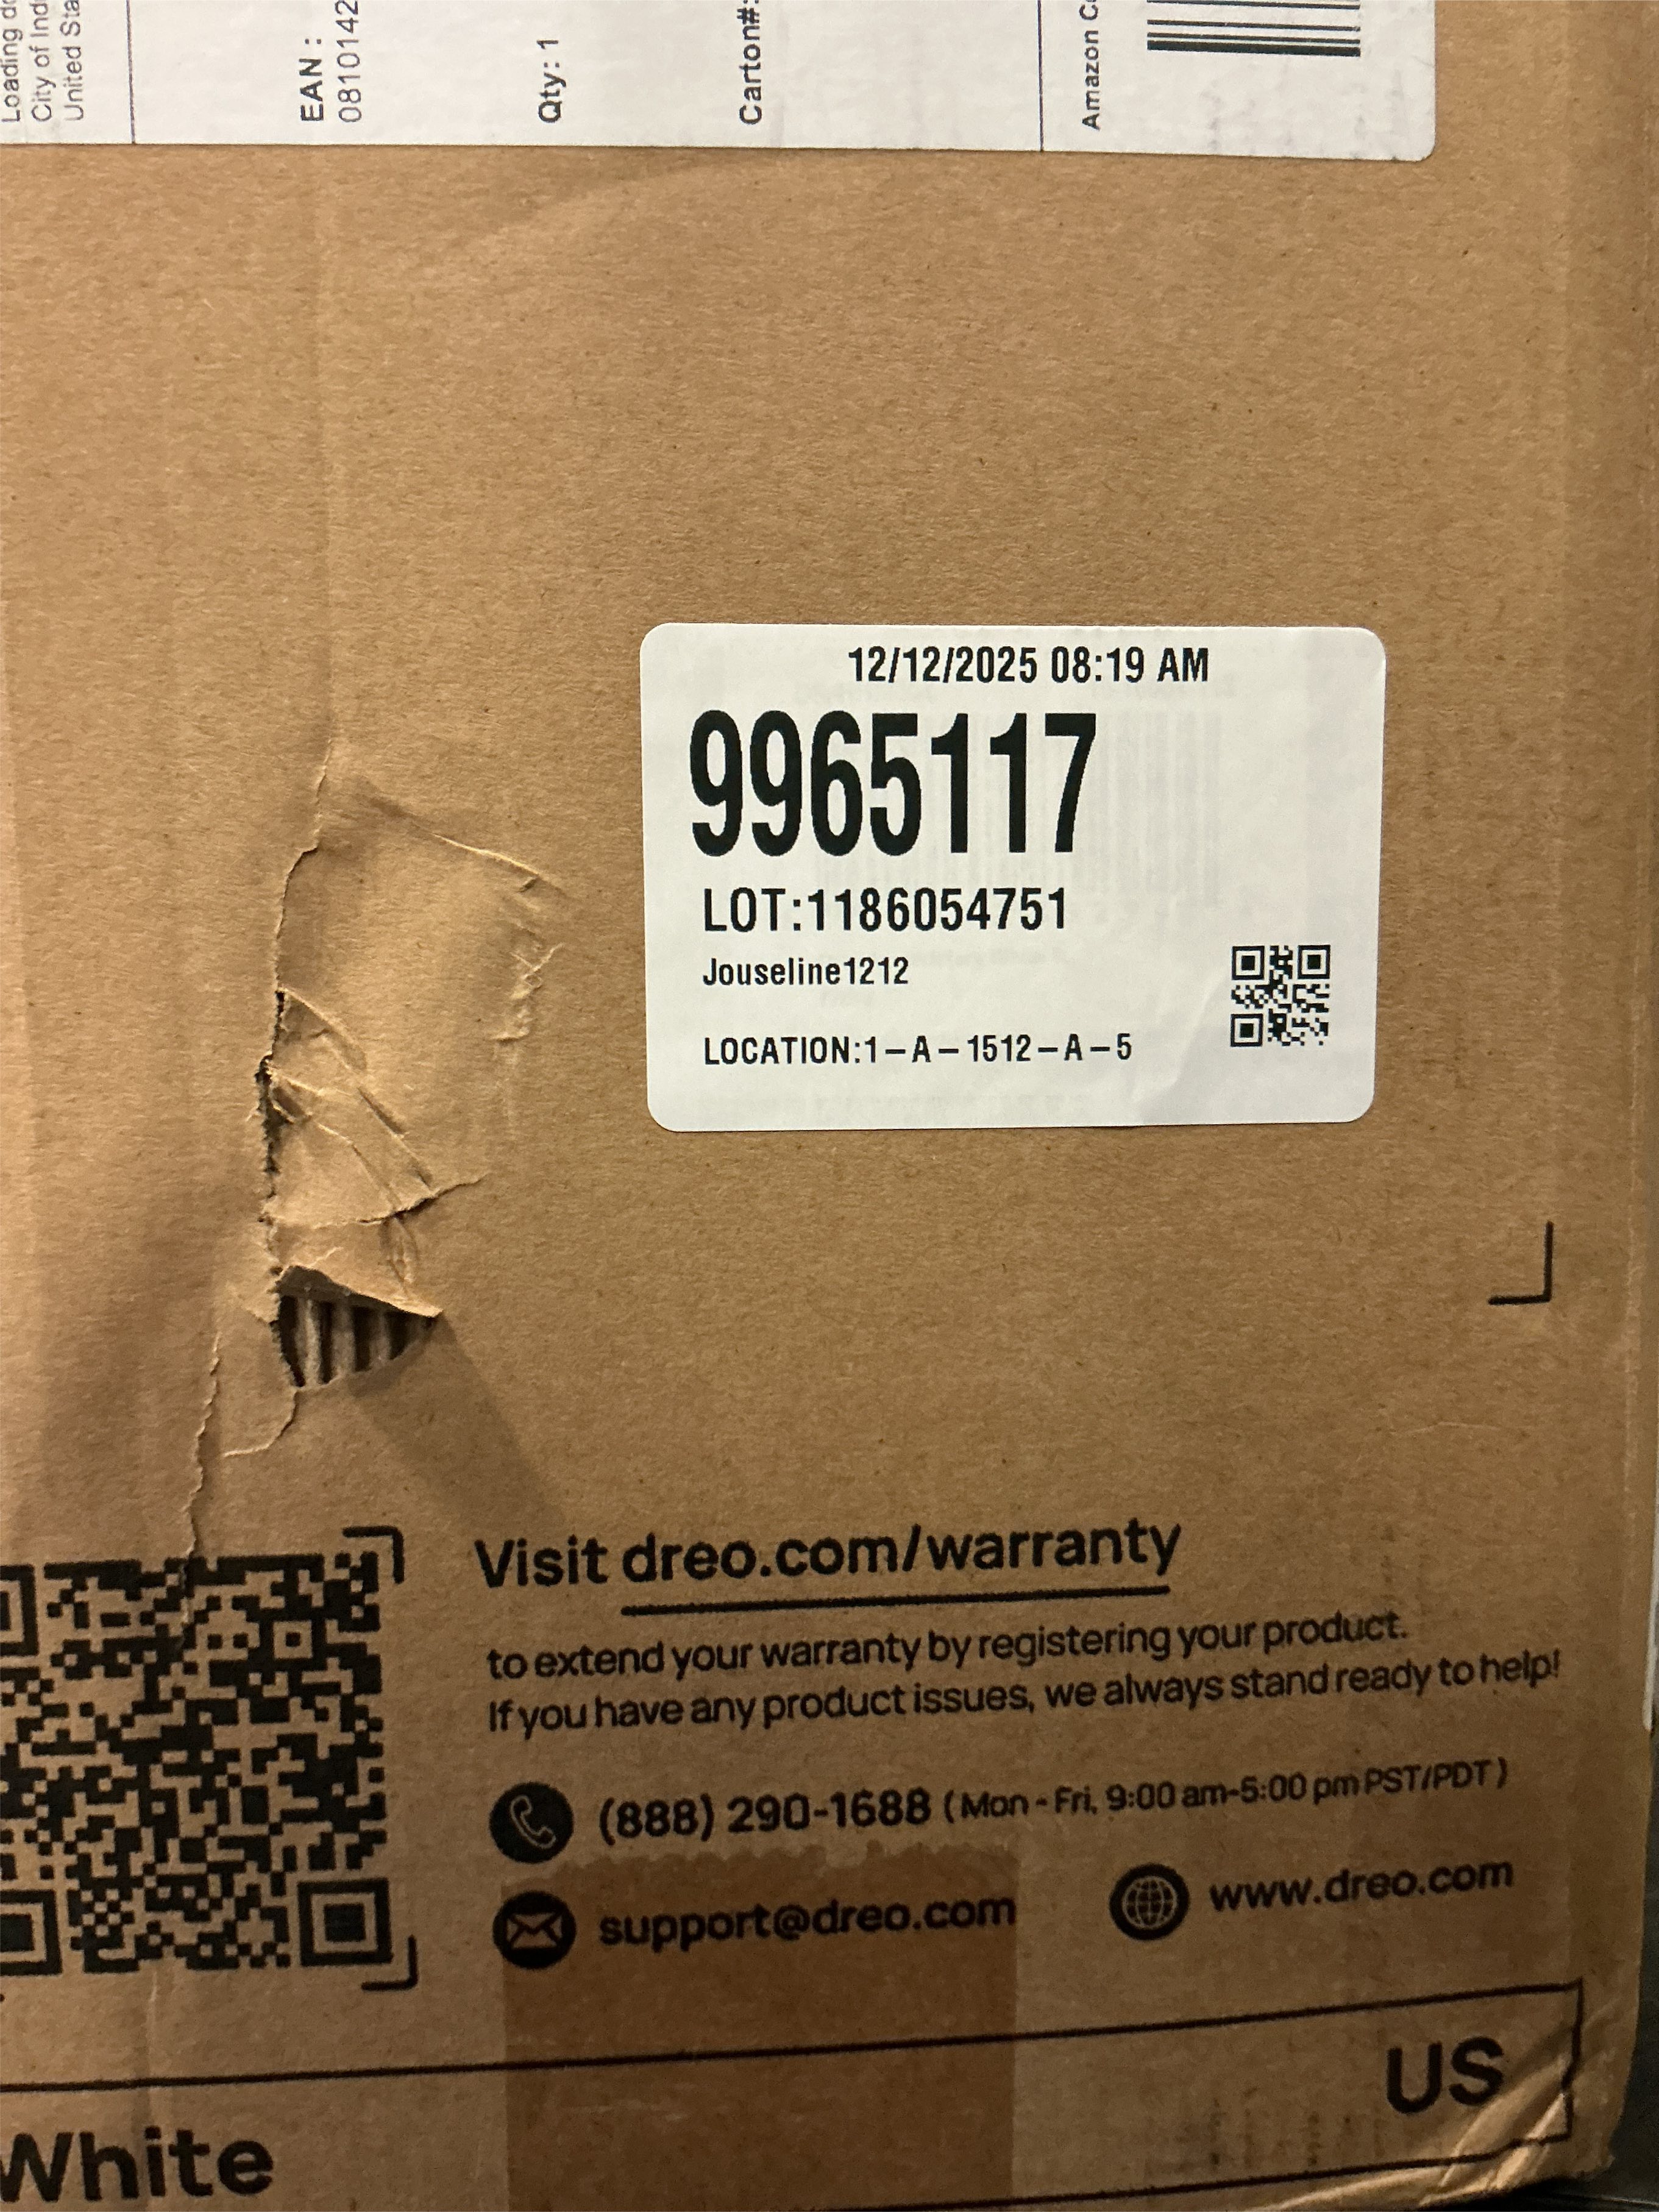 Loading
City of
United
EAN :
0810142
Qty: 1
Carton#:
Amazon
12/12/2025 08:19 AM
9965117
LOT:1186054751
Jouseline1212
LOCATION:1-A-1512-A-5
Visit dreo.com/warranty
to extend your warranty by registering your product.
If you have any product issues, we always stand ready to help!
(888) 290-1688 (Mon-Fri, 9:00 am-5:00 pm PST/PDT)
support@dreo.com
www.dreo.com
US
White